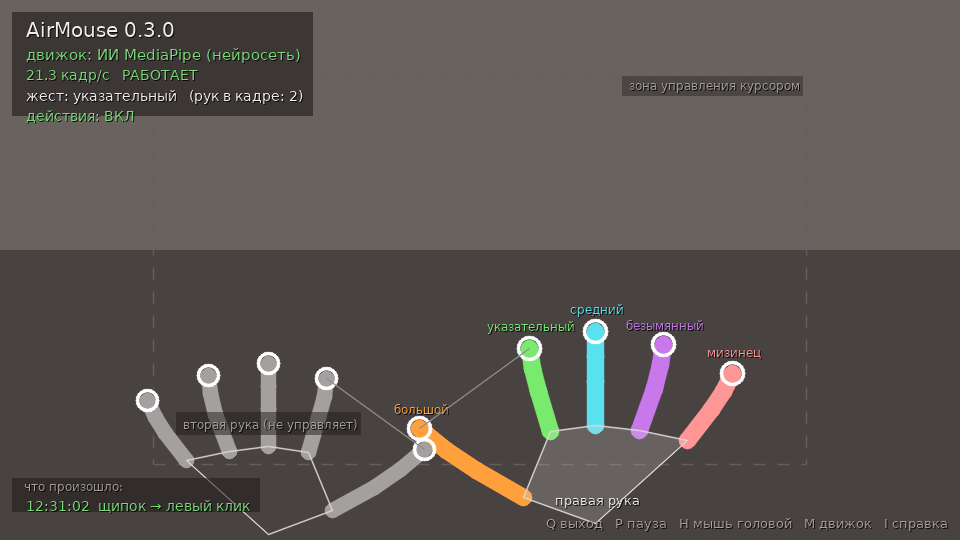 AirMouse 0.3.0
движок: ИИ MediaPipe (нейросеть)
21.3 кадр/с   РАБОТАЕТ
жест: указательный   (рук в кадре: 2)
действия: ВКЛ
зона управления курсором
средний
указательный
безымянный
мизинец
большой
вторая рука (не управляет)
что произошло:
12:31:02  щипок → левый клик
правая рука
Q выход   P пауза   H мышь головой   M движок   I справка